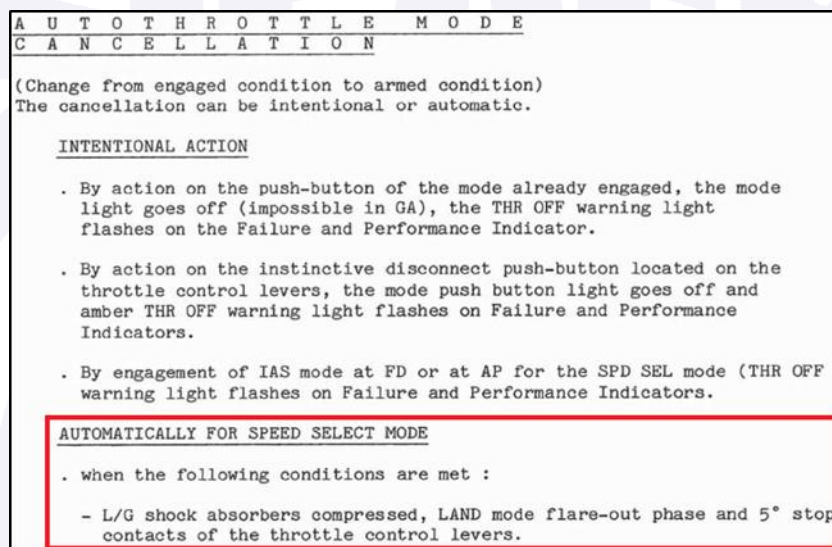 A U T O T H R O T T L E   M O D E
C A N C E L L A T I O N
(Change from engaged condition to armed condition)
The cancellation can be intentional or automatic.
INTENTIONAL ACTION
. By action on the push-button of the mode already engaged, the mode
light goes off (impossible in GA), the THR OFF warning light
flashes on the Failure and Performance Indicator.
. By action on the instinctive disconnect push-button located on the
throttle control levers, the mode push button light goes off and
amber THR OFF warning light flashes on Failure and Performance
Indicators.
. By engagement of IAS mode at FD or at AP for the SPD SEL mode (THR OFF
warning light flashes on Failure and Performance Indicators.
AUTOMATICALLY FOR SPEED SELECT MODE
. when the following conditions are met :
- L/G shock absorbers compressed, LAND mode flare-out phase and 5° stop
contacts of the throttle control levers.